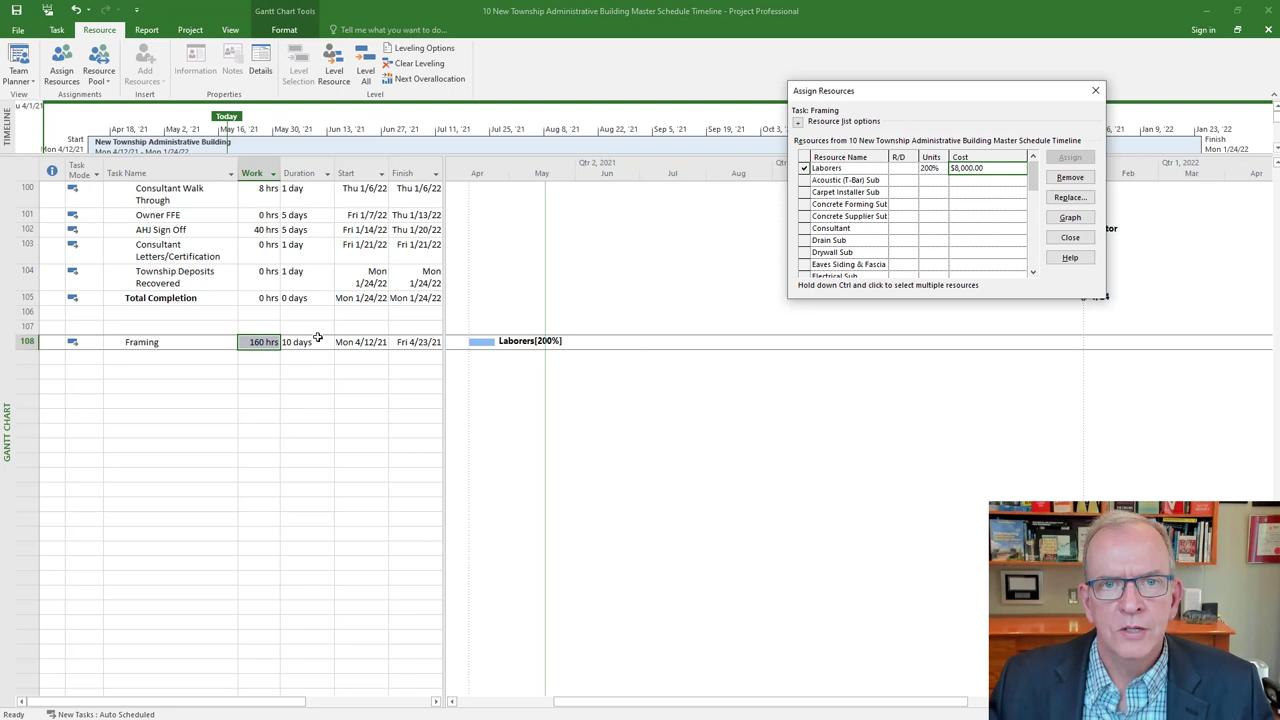 Gantt Chart Tools
10 New Township Administrative Building Master Schedule Timeline - Project Professional
File Task Resource Report Project View Format Tell me what you want to do... Sign in
Team Planner
Assign Resources
Resource Pool
Add Resources
Information
Notes
Details
Level Selection
Level Resource
Level All
Leveling Options
Clear Leveling
Next Overallocation
View Assignments Insert Properties Level
TIMELINE
Today
Apr 18, '21 May 2, '21 May 16, '21 May 30, '21 Jun 13, '21 Jun 27, '21 Jul 11, '21 Jul 25, '21 Aug 8, '21 Aug 22, '21 Sep 5, '21 Sep 19, '21 Jan 9, '22 Jan 23, '22
Start
Mon 4/12/21
New Township Administrative Building
Mon 4/12/21 - Mon 1/24/22
Finish
Mon 1/24/22
Task Mode Task Name Work Duration Start Finish
Qtr 2, 2021 Qtr 1, 2022
Apr May Jun Jul Aug Feb Mar Apr
100 Consultant Walk Through 8 hrs 1 day Thu 1/6/22 Thu 1/6/22
101 Owner FFE 0 hrs 5 days Fri 1/7/22 Thu 1/13/22
102 AHJ Sign Off 40 hrs 5 days Fri 1/14/22 Thu 1/20/22
103 Consultant Letters/Certification 0 hrs 1 day Fri 1/21/22 Fri 1/21/22
104 Township Deposits Recovered 0 hrs 1 day Mon 1/24/22 Mon 1/24/22
105 Total Completion 0 hrs 0 days Mon 1/24/22 Mon 1/24/22
106
107
108 Framing 160 hrs 10 days Mon 4/12/21 Fri 4/23/21 Laborers[200%]
GANTT CHART
Assign Resources
Task: Framing
+ Resource list options
Resources from 10 New Township Administrative Building Master Schedule Timeline
Resource Name R/D Units Cost
Laborers 200% $8,000.00
Acoustic (T-Bar) Sub
Carpet Installer Sub
Concrete Forming Sub
Concrete Supplier Sub
Consultant
Drain Sub
Drywall Sub
Eaves Siding & Fascia
Electrical Sub
Assign
Remove
Replace...
Graph
Close
Help
Hold down Ctrl and click to select multiple resources
Ready New Tasks : Auto Scheduled